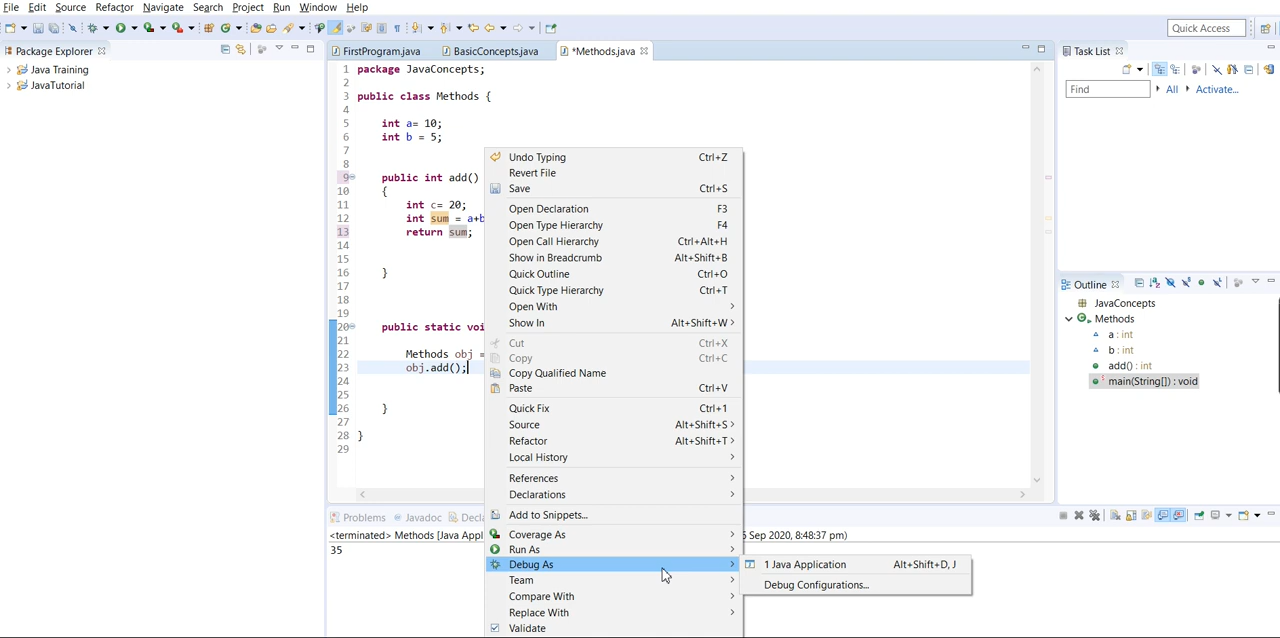 File Edit Source Refactor Navigate Search Project Run Window Help
Quick Access
Package Explorer
Java Training
JavaTutorial
FirstProgram.java BasicConcepts.java *Methods.java
1 package JavaConcepts;
2
3 public class Methods {
4
5 int a= 10;
6 int b = 5;
7
8
9 public int add()
10 {
11 int c= 20;
12 int sum = a+b
13 return sum;
14
15
16 }
17
18
19
20 public static voi
21
22 Methods obj =
23 obj.add();
24
25
26 }
27
28 }
29
Undo Typing Ctrl+Z
Revert File
Save Ctrl+S
Open Declaration F3
Open Type Hierarchy F4
Open Call Hierarchy Ctrl+Alt+H
Show in Breadcrumb Alt+Shift+B
Quick Outline Ctrl+O
Quick Type Hierarchy Ctrl+T
Open With
Show In Alt+Shift+W
Cut Ctrl+X
Copy Ctrl+C
Copy Qualified Name
Paste Ctrl+V
Quick Fix Ctrl+1
Source Alt+Shift+S
Refactor Alt+Shift+T
Local History
References
Declarations
Add to Snippets...
Coverage As
Run As
Debug As
Team
Compare With
Replace With
Validate
1 Java Application Alt+Shift+D, J
Debug Configurations...
Task List
Find All Activate...
Outline
JavaConcepts
Methods
a : int
b : int
add() : int
main(String[]) : void
Problems Javadoc Decla
<terminated> Methods [Java Appl 2020, 8:48:37 pm)
35